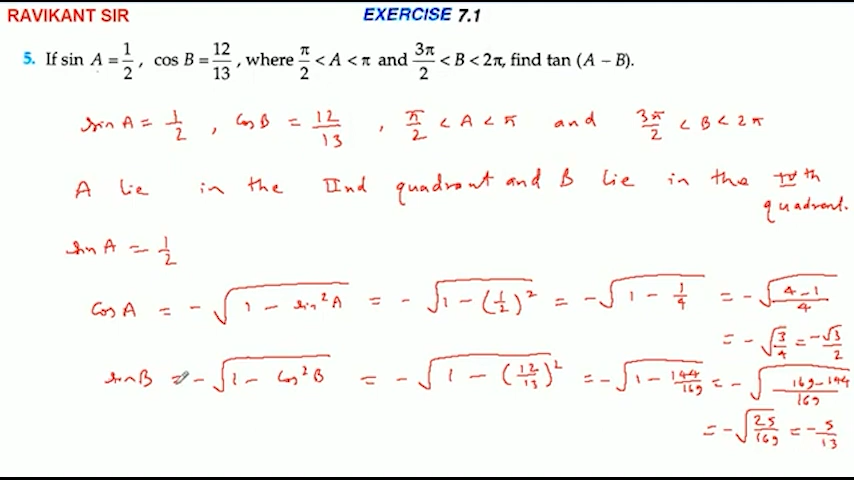 RAVIKANT SIR
EXERCISE 7.1
5. If sin A = 1/2, cos B = 12/13, where π/2 < A < π and 3π/2 < B < 2π, find tan (A – B).
sin A = 1/2 , cos B = 12/13 , π/2 < A < π and 3π/2 < B < 2π
A lie in the IInd quadrant and B lie in the IVth
quadrant.
sin A = 1/2
cos A = - √(1 - sin²A) = - √(1 - (1/2)²) = - √(1 - 1/4) = - √((4-1)/4)
= - √(3/4) = -√3/2
sin B = - √(1 - cos²B) = - √(1 - (12/13)²) = - √(1 - 144/169) = - √((169-144)/169)
= - √(25/169) = - 5/13